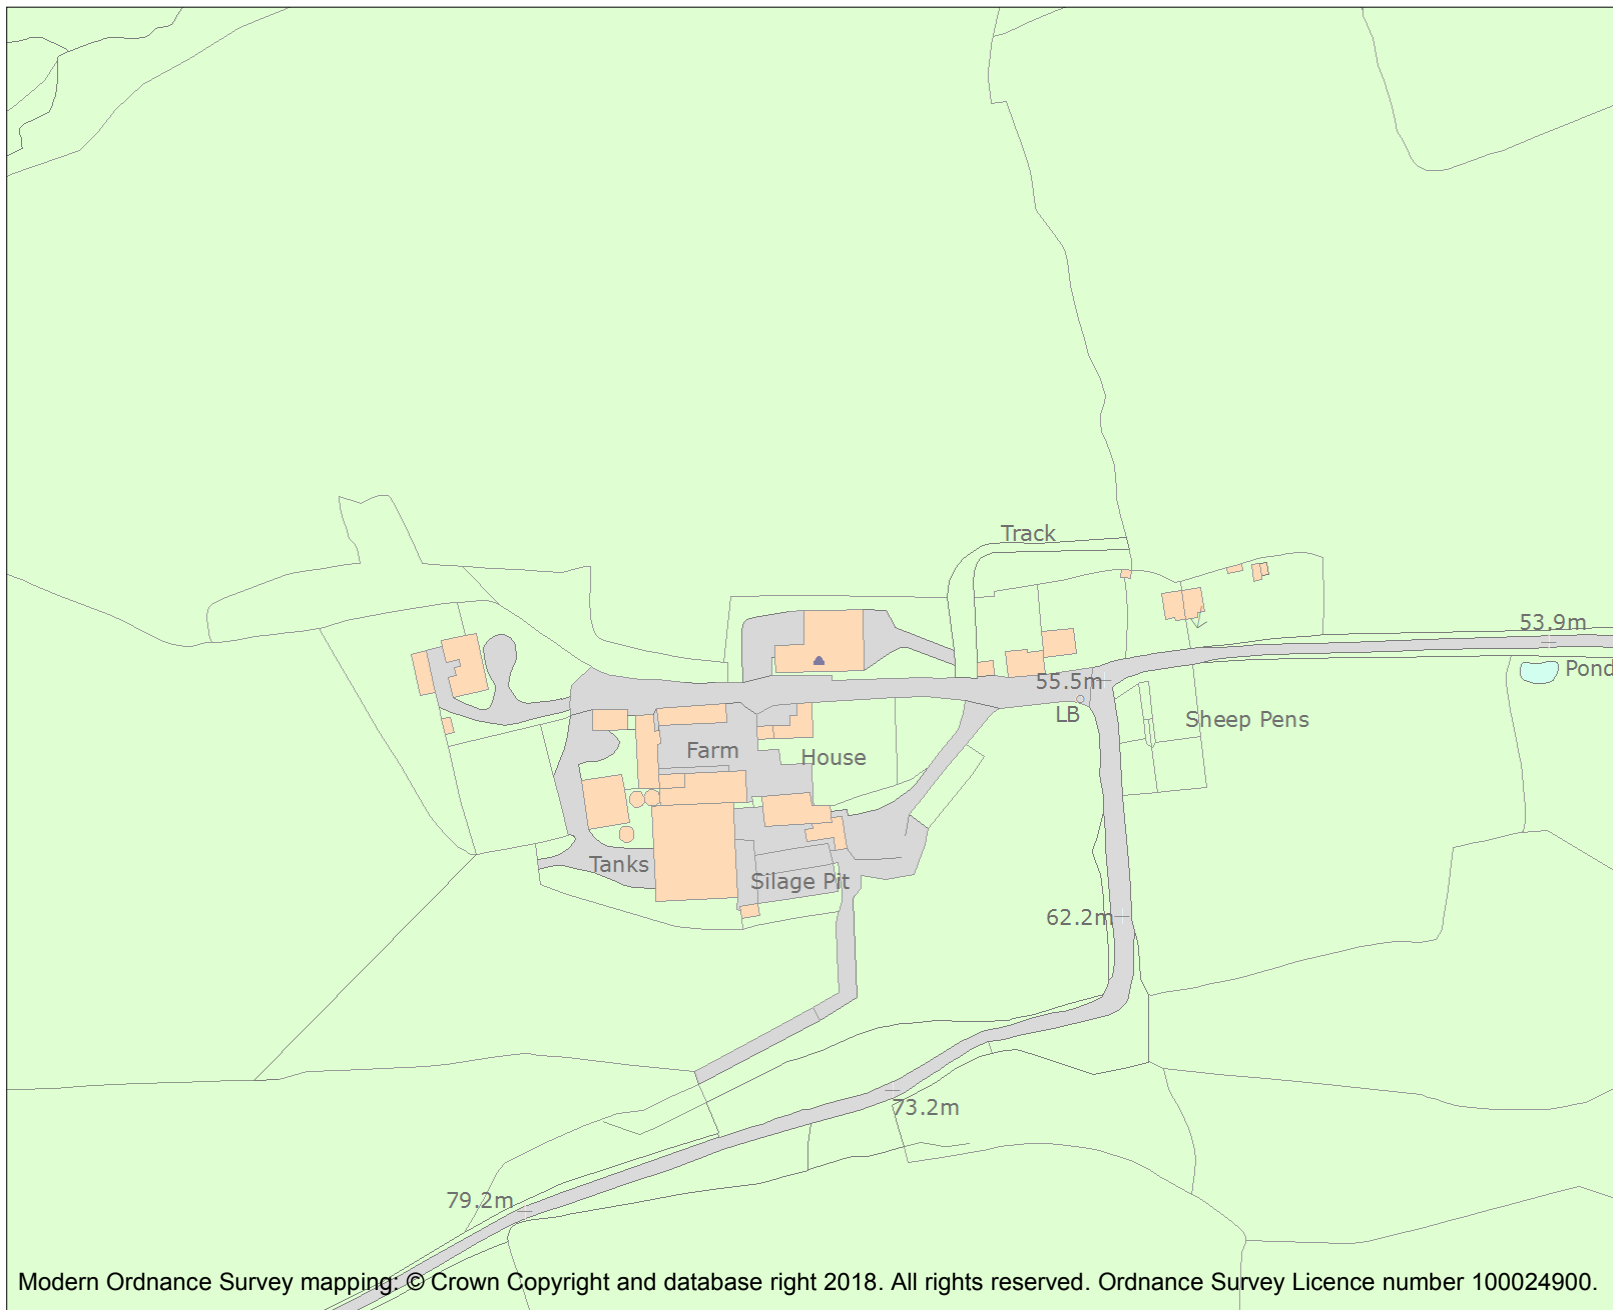 Track
53.9m
Pond
55.5m
LB
Sheep Pens
Farm
House
Tanks
Silage Pit
62.2m
73.2m
79.2m
Modern Ordnance Survey mapping: © Crown Copyright and database right 2018. All rights reserved. Ordnance Survey Licence number 100024900.